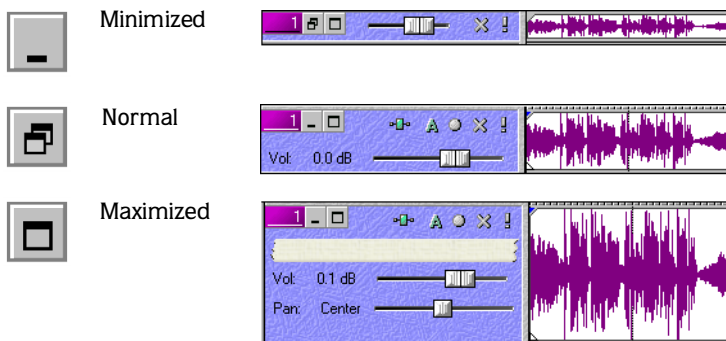 Minimized
1
Normal
1
A
Vol: 0.0 dB
Maximized
1
A
Vol: 0.1 dB
Pan: Center